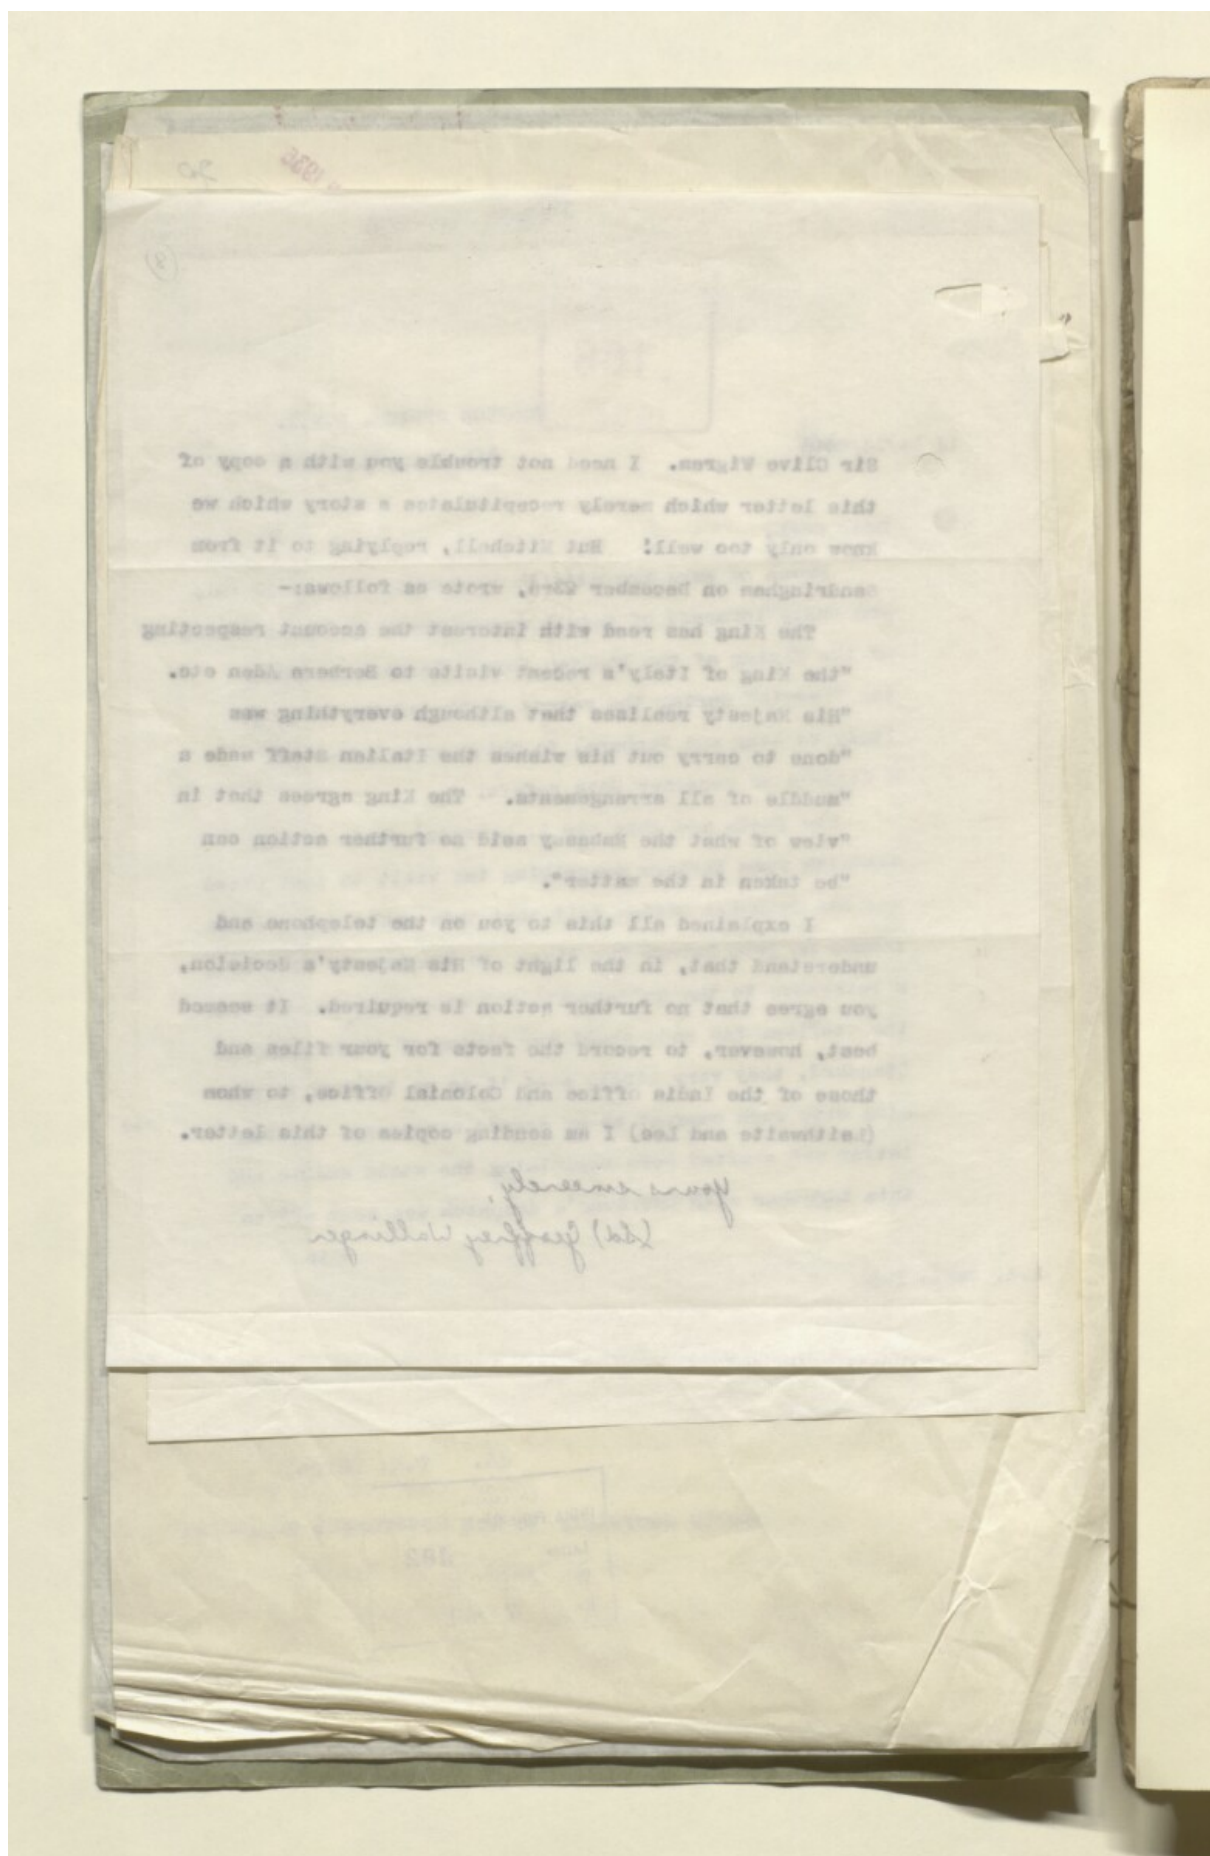 Sir Clive Wigram. I need not trouble you with a copy of
this letter which merely recapitulates a story which we
know only too well! But Mitchell, replying to it from
Sandringham on December 23rd, wrote as follows:-
The King has read with interest the account respecting
"the King of Italy's recent visits to Berbera Aden etc.
"His Majesty realises that although everything was
"done to carry out his wishes the Italian Staff made a
"muddle of all arrangements. The King agrees that in
"view of what the Embassy said no further action can
"be taken in the matter".
I explained all this to you on the telephone and
understand that, in the light of His Majesty's decision,
you agree that no further action is required. It seemed
best, however, to record the facts for your files and
those of the India Office and Colonial Office, to whom
(Laithwaite and Lee) I am sending copies of this letter.
Yours sincerely,
(Sd) Geoffrey Wallinger